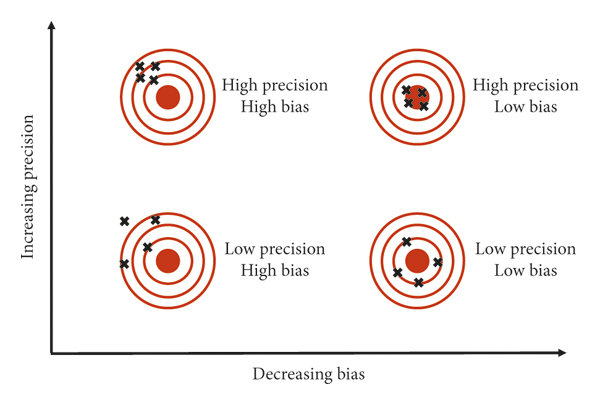 High precision
High bias
High precision
Low bias
Increasing precision
Low precision
High bias
Low precision
Low bias
Decreasing bias